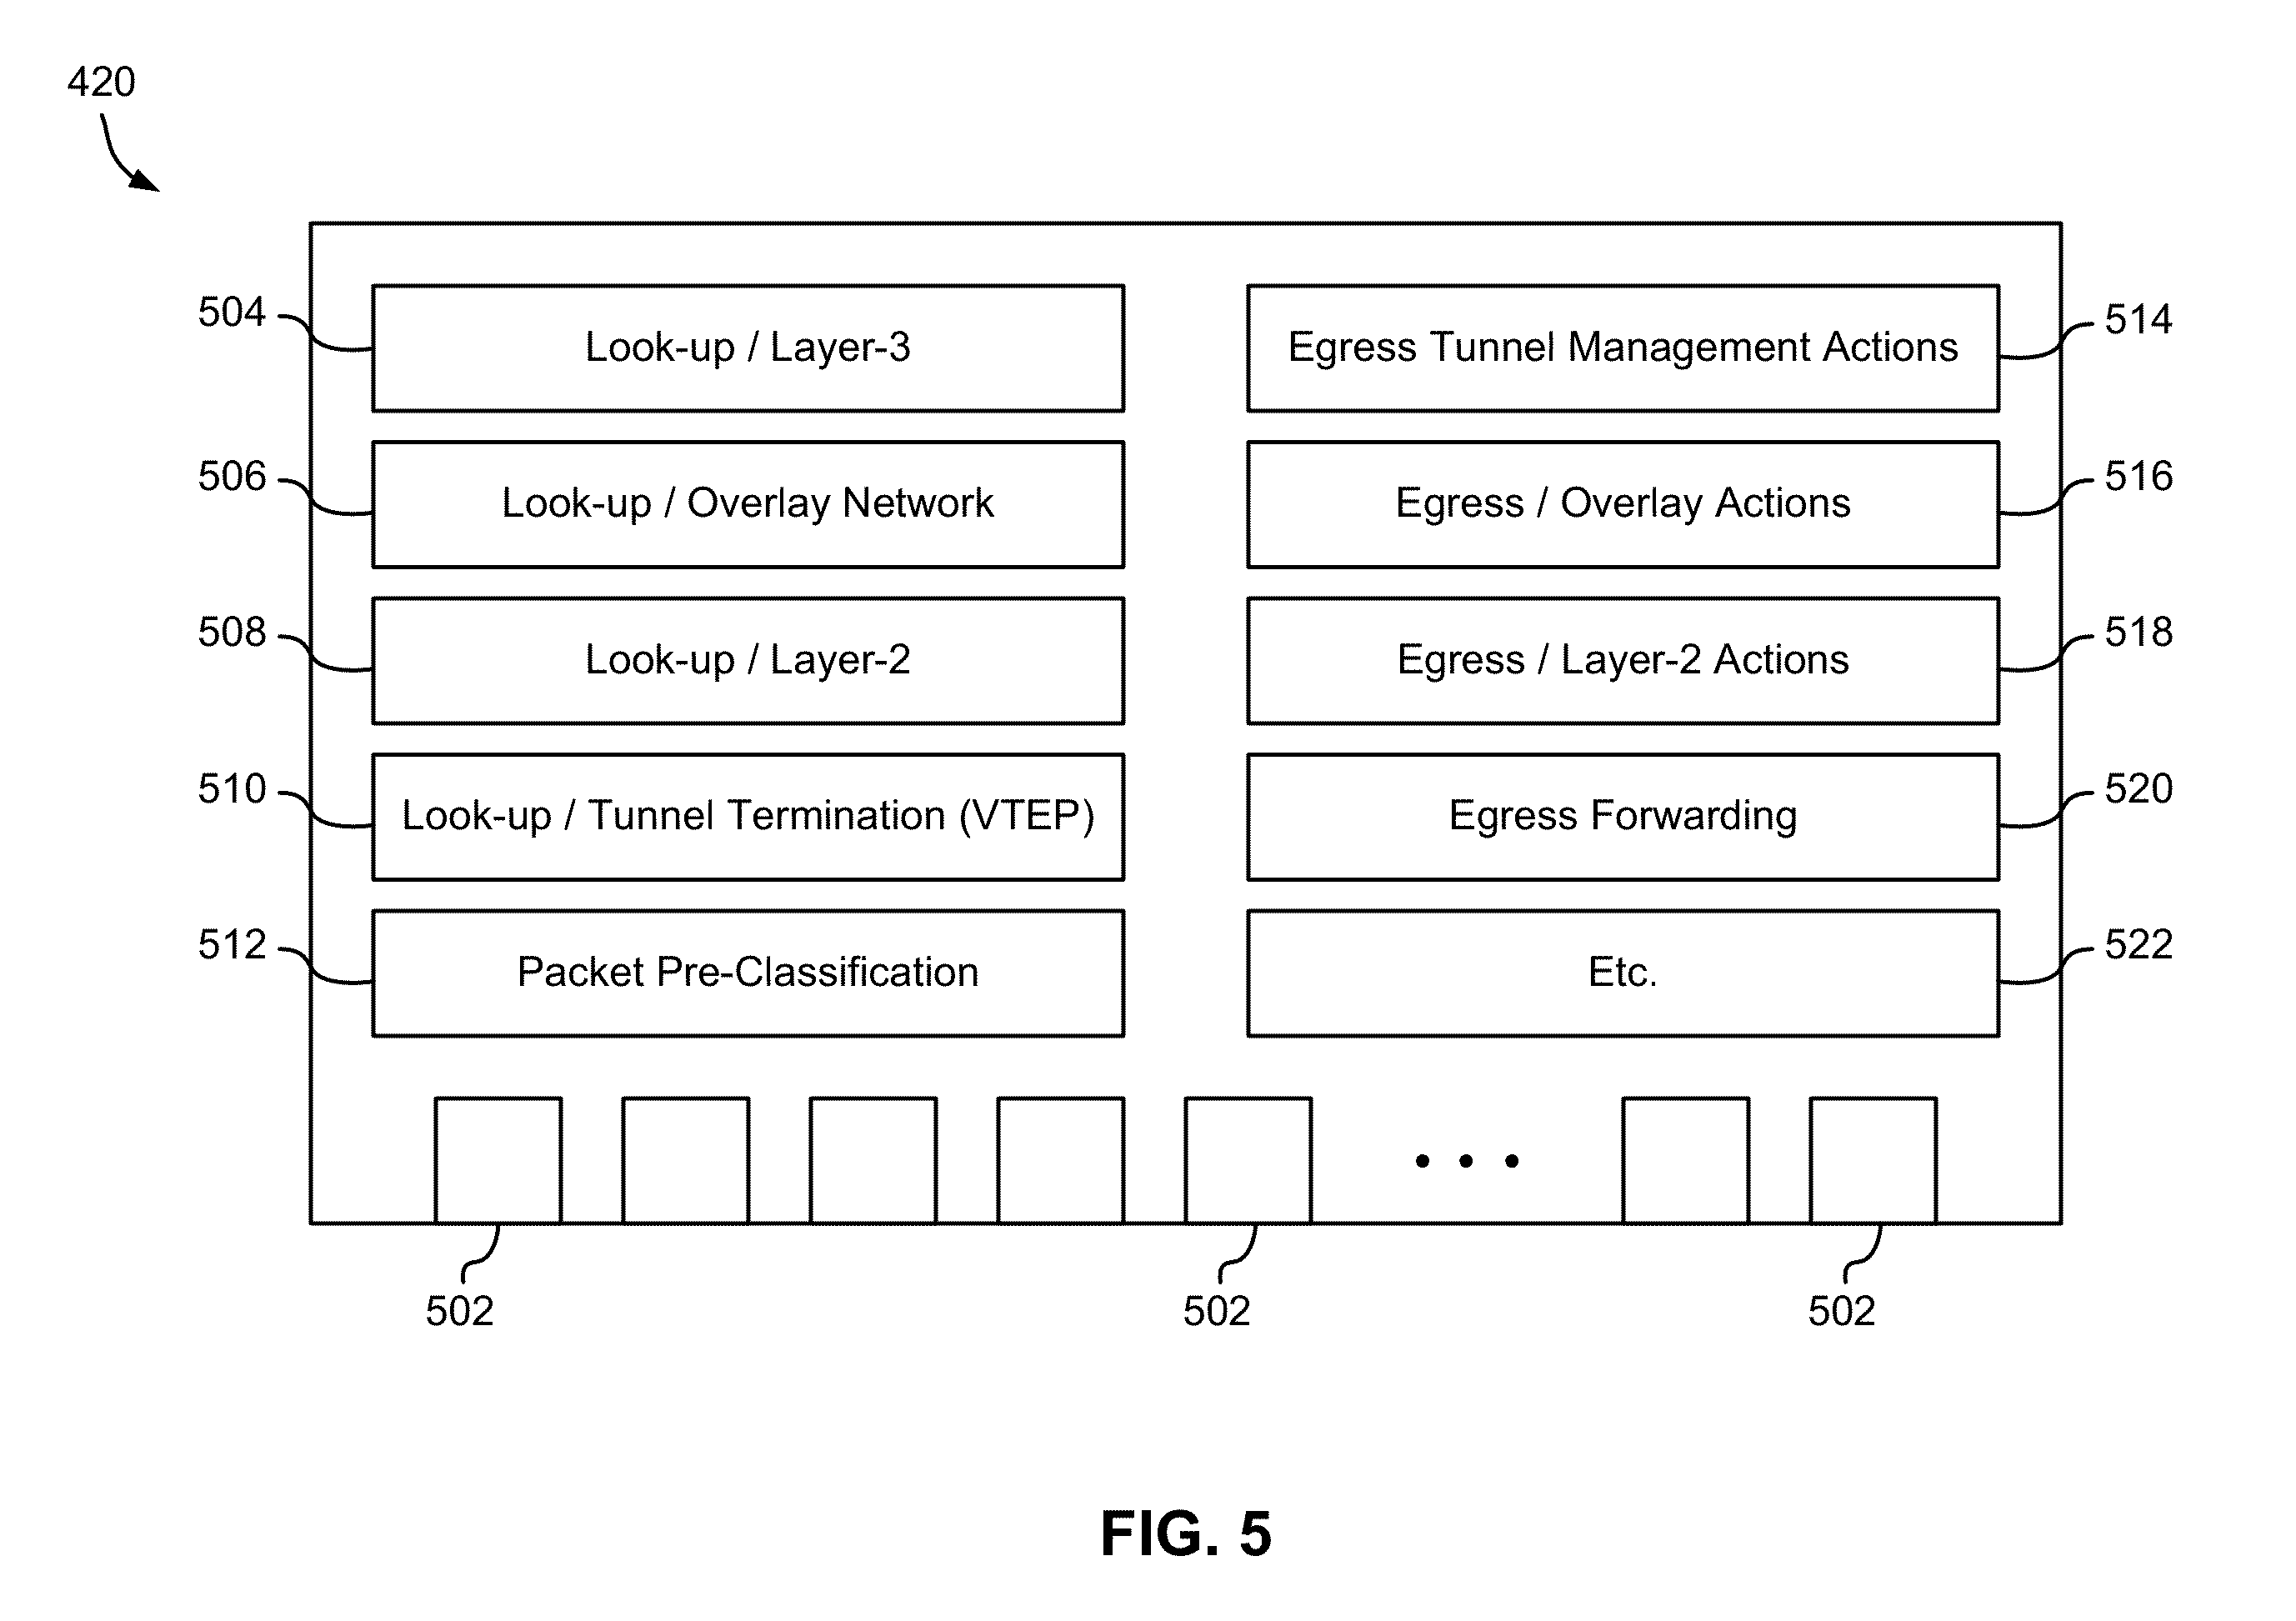 420
504
Look-up / Layer-3
Egress Tunnel Management Actions
514
506
Look-up / Overlay Network
Egress / Overlay Actions
516
508
Look-up / Layer-2
Egress / Layer-2 Actions
518
510
Look-up / Tunnel Termination (VTEP)
Egress Forwarding
520
512
Packet Pre-Classification
Etc.
522
502
502
502
FIG. 5